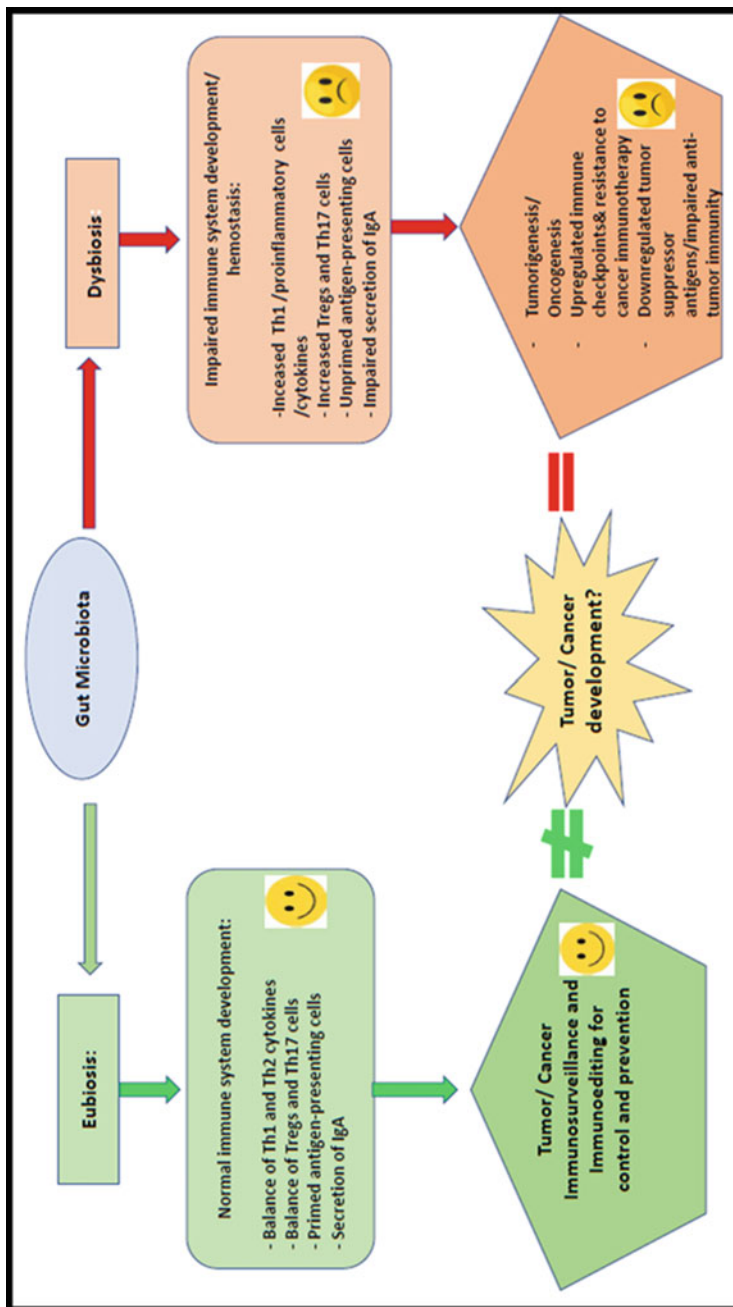 Gut Microbiota
Eubiosis:
Dysbiosis:
Normal immune system development:
- Balance of Th1 and Th2 cytokines
- Balance of Tregs and Th17 cells
- Primed antigen-presenting cells
- Secretion of IgA
Impaired immune system development/
hemostasis:
-Inceased Th1 /proinflammatory cells
/cytokines
- Increased Tregs and Th17 cells
- Unprimed antigen-presenting cells
- Impaired secretion of IgA
Tumor/ Cancer
Immunosurveillance and
Immunoediting for
control and prevention
Tumor/ Cancer
development?
- Tumorigenesis/
Oncogenesis
- Upregulated immune
checkpoints& resistance to
cancer immunotherapy
- Downregulated tumor
suppressor
antigens/impaired anti-
tumor immunity